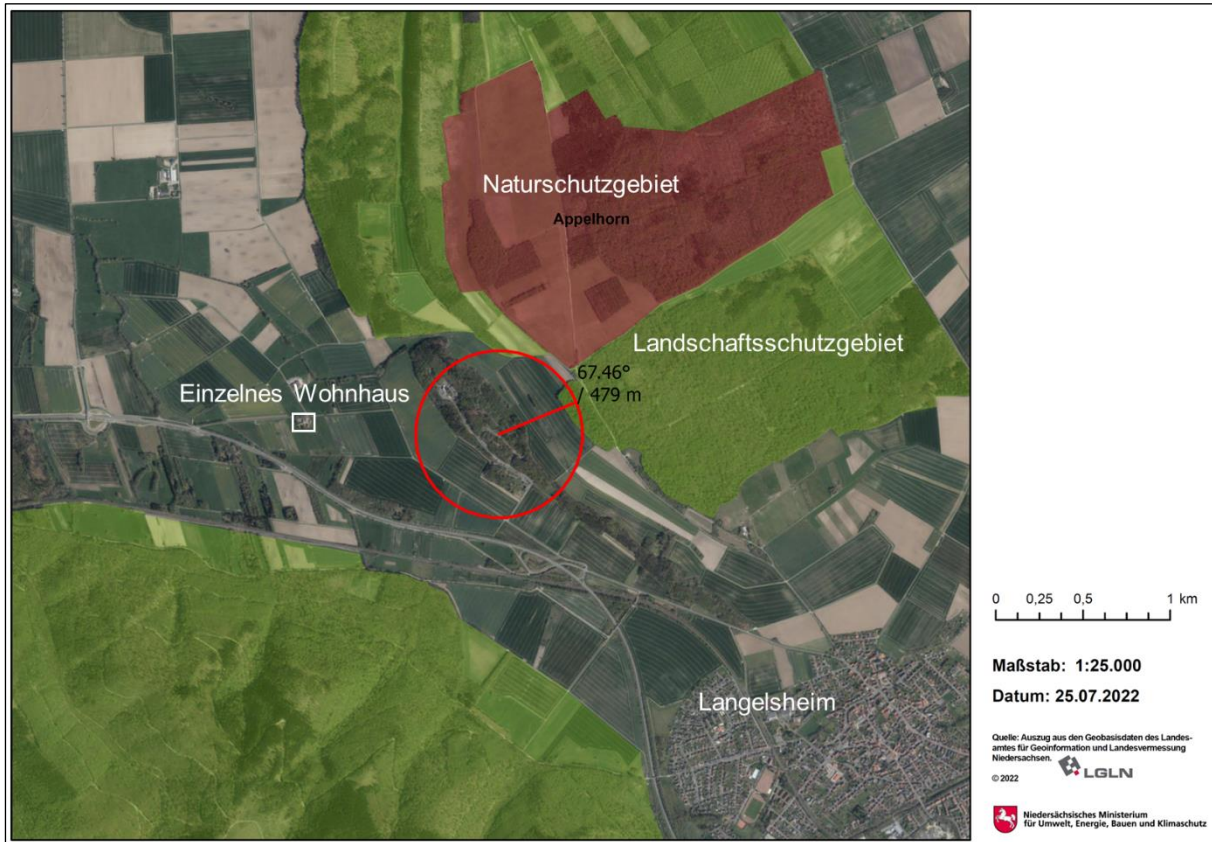 Naturschutzgebiet
Appelhorn
Landschaftsschutzgebiet
67.46°
/ 479 m
Einzelnes Wohnhaus
Langelsheim
0 0,25 0,5 1 km
Maßstab: 1:25.000
Datum: 25.07.2022
Quelle: Auszug aus den Geobasisdaten des Landes-
amtes für Geoinformation und Landesvermessung
Niedersachsen.
© 2022
LGLN
Niedersächsisches Ministerium
für Umwelt, Energie, Bauen und Klimaschutz